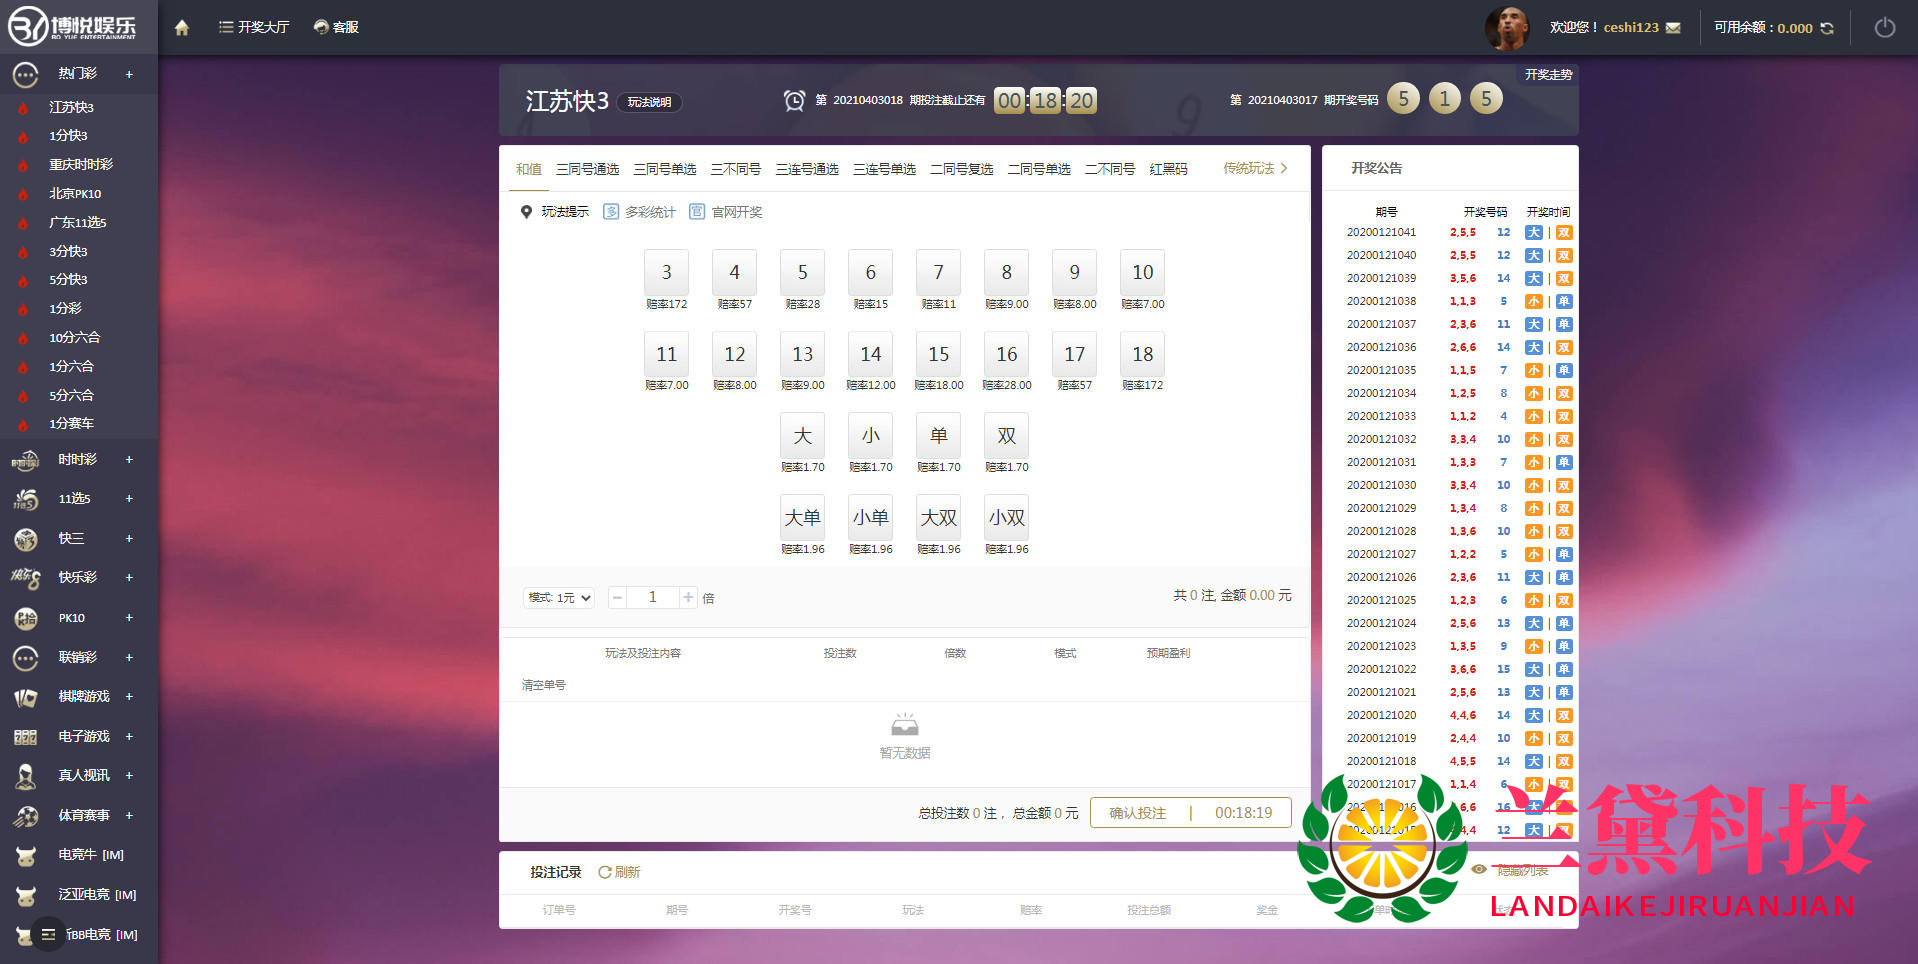 博悦娱乐
BO YUE ENTERTAINMENT
开奖大厅
客服
欢迎您！ceshi123
可用余额：0.000
热门彩 +
江苏快3
1分快3
重庆时时彩
北京PK10
广东11选5
3分快3
5分快3
1分彩
10分六合
1分六合
5分六合
1分赛车
时时彩 +
11选5 +
快三 +
快乐彩 +
PK10 +
联销彩 +
棋牌游戏 +
电子游戏 +
真人视讯 +
体育赛事 +
电竞牛 [IM]
泛亚电竞 [IM]
新BB电竞 [IM]
江苏快3 玩法说明
第 20210403018 期投注截止还有 00:18:20
第 20210403017 期开奖号码 5 1 5
开奖走势
和值 三同号通选 三同号单选 三不同号 三连号通选 三连号单选 二同号复选 二同号单选 二不同号 红黑码 传统玩法 >
玩法提示 多 多彩统计 官 官网开奖
3 4 5 6 7 8 9 10
赔率172 赔率57 赔率28 赔率15 赔率11 赔率9.00 赔率8.00 赔率7.00
11 12 13 14 15 16 17 18
赔率7.00 赔率8.00 赔率9.00 赔率12.00 赔率18.00 赔率28.00 赔率57 赔率172
大 小 单 双
赔率1.70 赔率1.70 赔率1.70 赔率1.70
大单 小单 大双 小双
赔率1.96 赔率1.96 赔率1.96 赔率1.96
模式: 1元 − 1 + 倍
共 0 注, 金额 0.00 元
玩法及投注内容 投注数 倍数 模式 预期盈利
清空单号
暂无数据
总投注数 0 注， 总金额 0 元 确认投注 | 00:18:19
投注记录 刷新
隐藏列表
订单号 期号 开奖号 玩法 赔率 投注总额 奖金
开奖公告
期号 开奖号码 开奖时间
20200121041 2,5,5 12 大 | 双
20200121040 2,5,5 12 大 | 双
20200121039 3,5,6 14 大 | 双
20200121038 1,1,3 5 小 | 单
20200121037 2,3,6 11 大 | 单
20200121036 2,6,6 14 大 | 双
20200121035 1,1,5 7 小 | 单
20200121034 1,2,5 8 小 | 双
20200121033 1,1,2 4 小 | 双
20200121032 3,3,4 10 小 | 双
20200121031 1,3,3 7 小 | 单
20200121030 3,3,4 10 小 | 双
20200121029 1,3,4 8 小 | 双
20200121028 1,3,6 10 小 | 双
20200121027 1,2,2 5 小 | 单
20200121026 2,3,6 11 大 | 单
20200121025 1,2,3 6 小 | 双
20200121024 2,5,6 13 大 | 单
20200121023 1,3,5 9 小 | 单
20200121022 3,6,6 15 大 | 单
20200121021 2,5,6 13 大 | 单
20200121020 4,4,6 14 大 | 双
20200121019 2,4,4 10 小 | 双
20200121018 4,5,5 14 大 | 双
20200121017 1,1,4 6 小 | 双
16 大
12 大 | 双
兰黛科技
LANDAIKEJIRUANJIAN